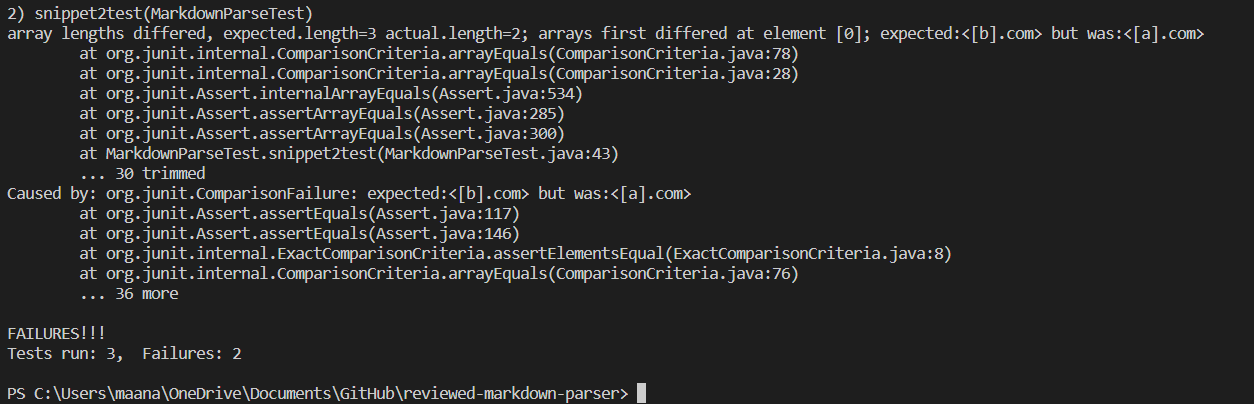 2) snippet2test(MarkdownParseTest)
array lengths differed, expected.length=3 actual.length=2; arrays first differed at element [0]; expected:<[b].com> but was:<[a].com>
        at org.junit.internal.ComparisonCriteria.arrayEquals(ComparisonCriteria.java:78)
        at org.junit.internal.ComparisonCriteria.arrayEquals(ComparisonCriteria.java:28)
        at org.junit.Assert.internalArrayEquals(Assert.java:534)
        at org.junit.Assert.assertArrayEquals(Assert.java:285)
        at org.junit.Assert.assertArrayEquals(Assert.java:300)
        at MarkdownParseTest.snippet2test(MarkdownParseTest.java:43)
        ... 30 trimmed
Caused by: org.junit.ComparisonFailure: expected:<[b].com> but was:<[a].com>
        at org.junit.Assert.assertEquals(Assert.java:117)
        at org.junit.Assert.assertEquals(Assert.java:146)
        at org.junit.internal.ExactComparisonCriteria.assertElementsEqual(ExactComparisonCriteria.java:8)
        at org.junit.internal.ComparisonCriteria.arrayEquals(ComparisonCriteria.java:76)
        ... 36 more

FAILURES!!!
Tests run: 3,  Failures: 2

PS C:\Users\maana\OneDrive\Documents\GitHub\reviewed-markdown-parser>